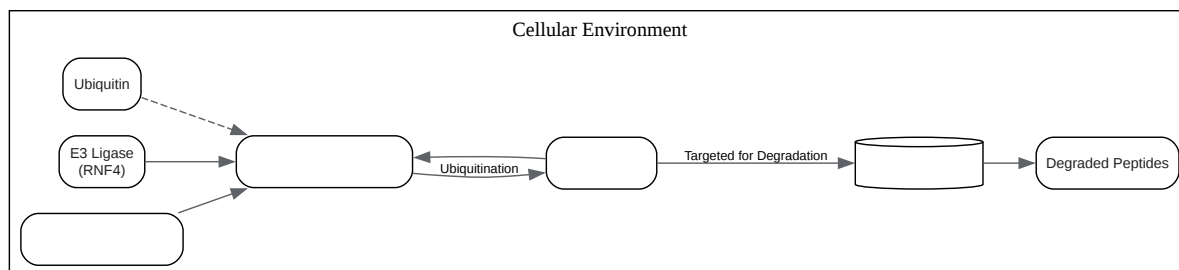 Cellular Environment
Ubiquitin
E3 Ligase
(RNF4)
Ubiquitination
Targeted for Degradation
Degraded Peptides